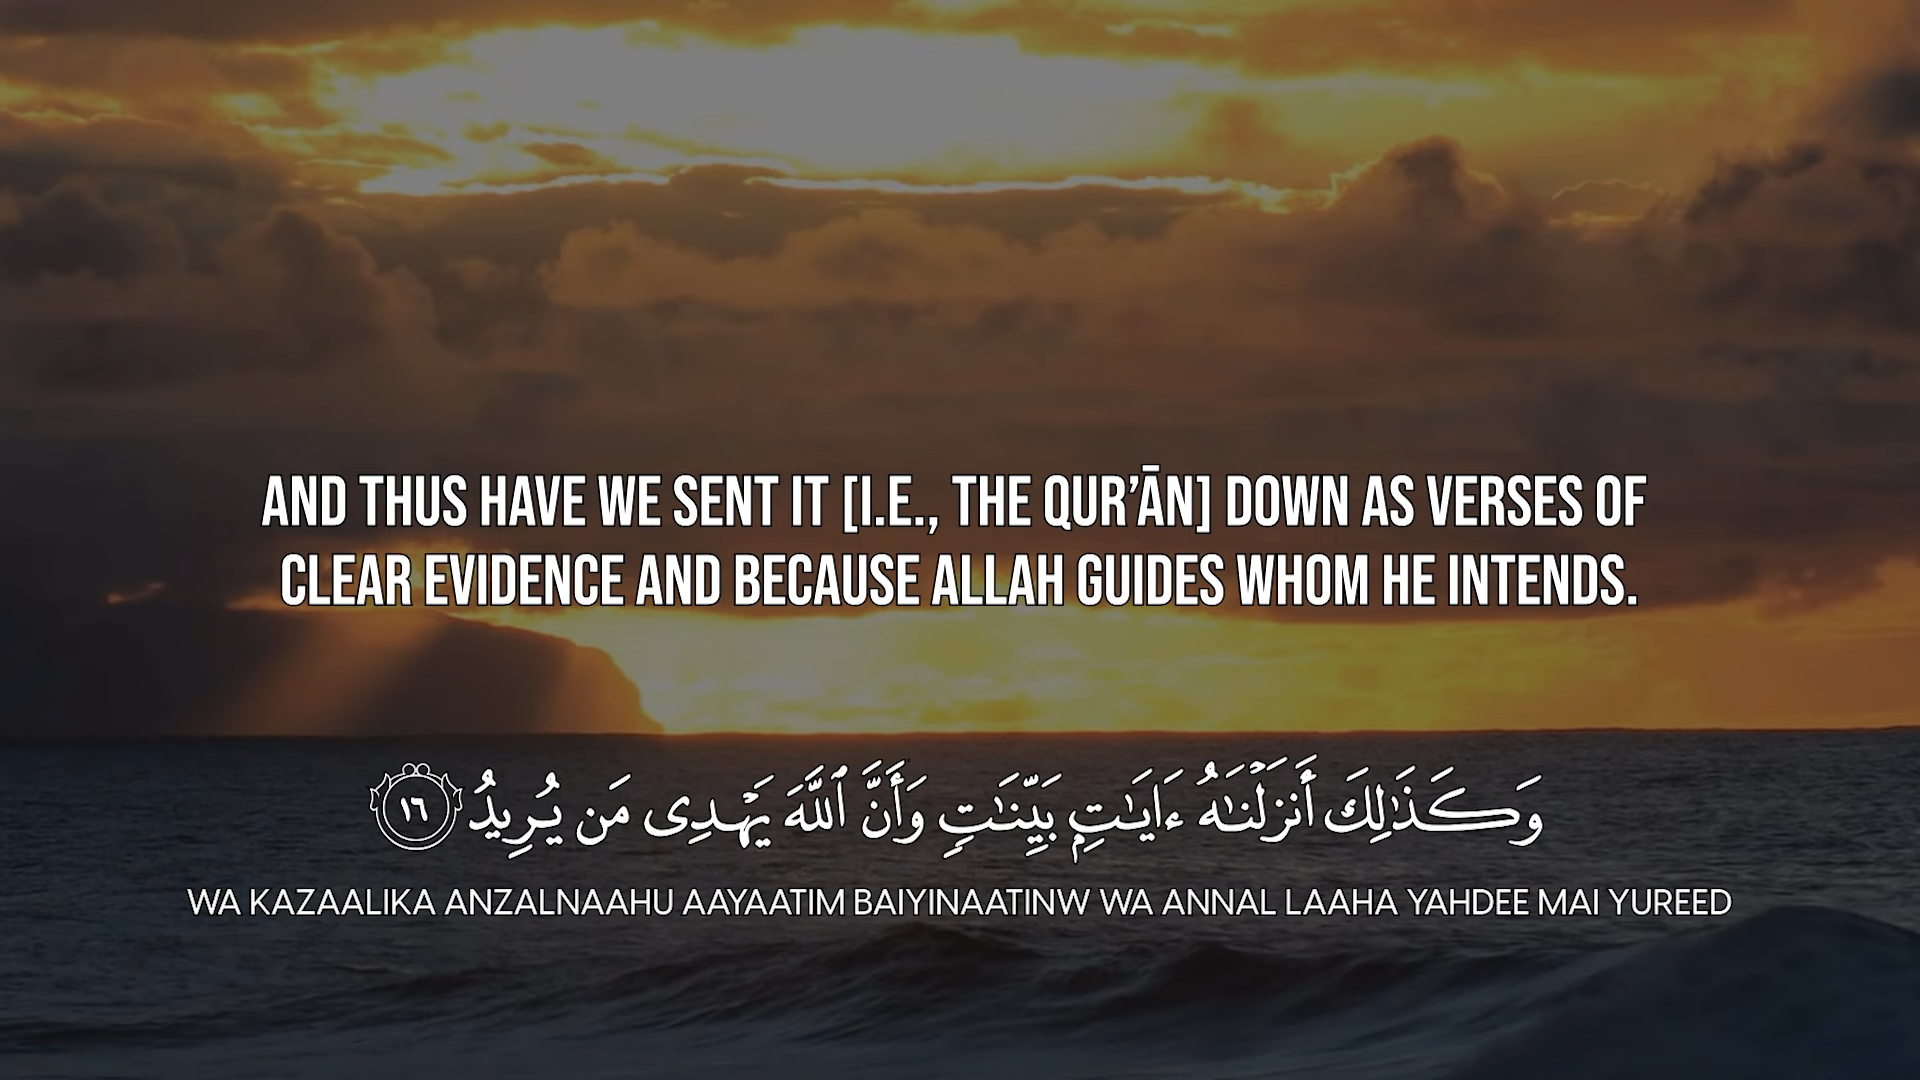 AND THUS HAVE WE SENT IT [I.E., THE QUR’ĀN] DOWN AS VERSES OF
CLEAR EVIDENCE AND BECAUSE ALLAH GUIDES WHOM HE INTENDS.
وَكَذَٰلِكَ أَنزَلْنَـٰهُ ءَايَـٰتٍۭ بَيِّنَـٰتٍ وَأَنَّ ٱللَّهَ يَهْدِى مَن يُرِيدُ ١٦
WA KAZAALIKA ANZALNAAHU AAYAATIM BAIYINAATINW WA ANNAL LAAHA YAHDEE MAI YUREED